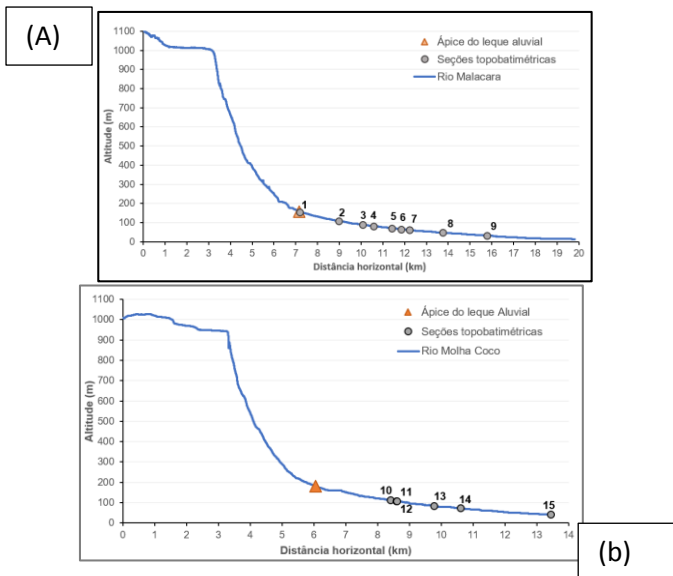 (A)
1100
1000
900
800
700
600
500
400
300
200
100
0
Altitude (m)
Ápice do leque aluvial
Seções topobatimétricas
Rio Malacara
1 2 3 4 5 6 7 8 9
0 1 2 3 4 5 6 7 8 9 10 11 12 13 14 15 16 17 18 19 20
Distância horizontal (km)
1100
1000
900
800
700
600
500
400
300
200
100
0
Altitude (m)
Ápice do leque Aluvial
Seções topobatimétricas
Rio Molha Coco
10 11 12 13 14 15
0 1 2 3 4 5 6 7 8 9 10 11 12 13 14
Distância horizontal (km)
(b)